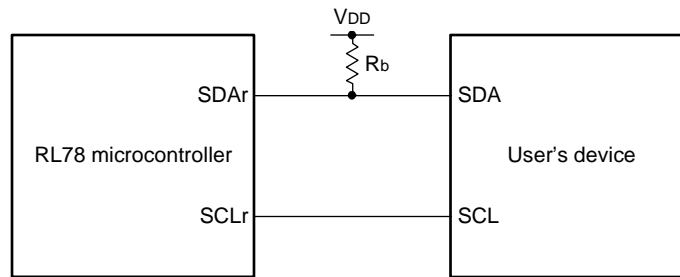 VDD
Rb
SDAr
SDA
RL78 microcontroller
User's device
SCLr
SCL